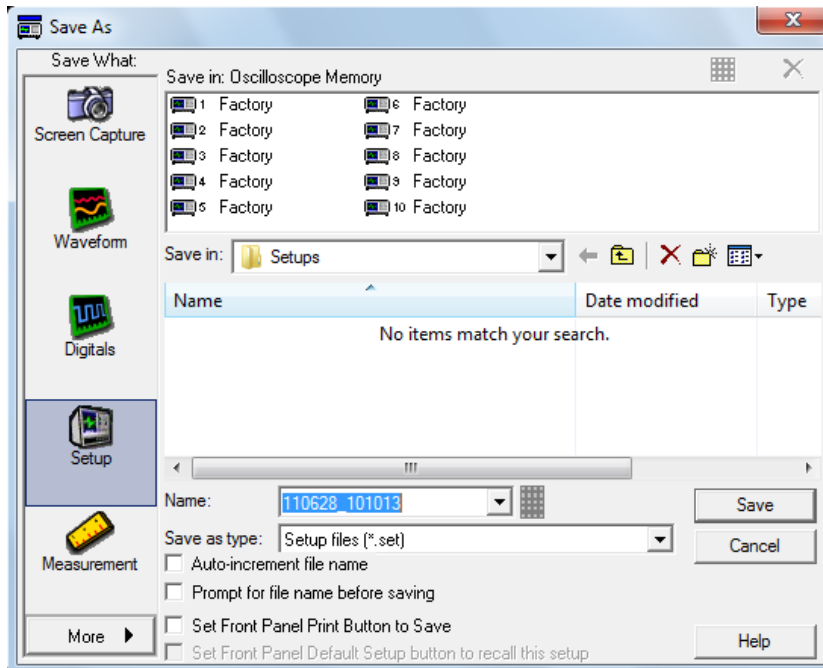 Save As
Save What:
Screen Capture
Waveform
Digitals
Setup
Measurement
More
Save in: Oscilloscope Memory
1 Factory 6 Factory
2 Factory 7 Factory
3 Factory 8 Factory
4 Factory 9 Factory
5 Factory 10 Factory
Save in: Setups
Name Date modified Type
No items match your search.
Name: 110628_101013 Save
Save as type: Setup files (*.set) Cancel
Auto-increment file name
Prompt for file name before saving
Set Front Panel Print Button to Save
Set Front Panel Default Setup button to recall this setup
Help